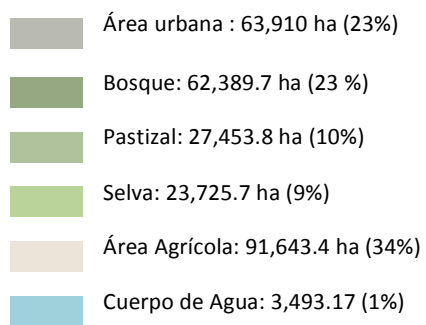 Área urbana : 63,910 ha (23%)
Bosque: 62,389.7 ha (23 %)
Pastizal: 27,453.8 ha (10%)
Selva: 23,725.7 ha (9%)
Área Agrícola: 91,643.4 ha (34%)
Cuerpo de Agua: 3,493.17 (1%)